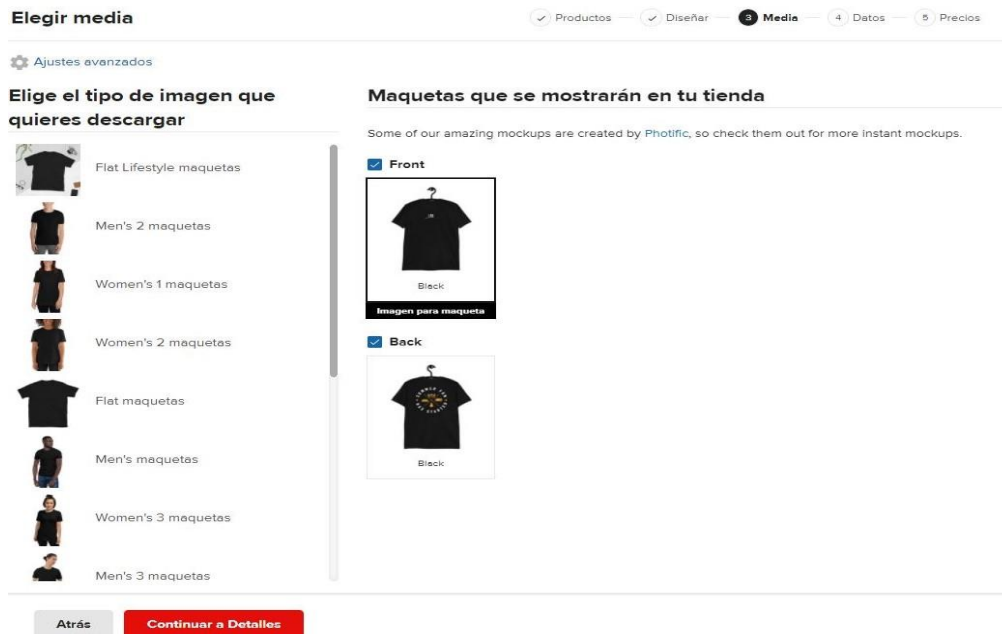 Elegir media
Productos
Diseñar
3 Media
4 Datos
5 Precios
Ajustes avanzados
Elige el tipo de imagen que
quieres descargar
Flat Lifestyle maquetas
Men's 2 maquetas
Women's 1 maquetas
Women's 2 maquetas
Flat maquetas
Men's maquetas
Women's 3 maquetas
Men's 3 maquetas
Maquetas que se mostrarán en tu tienda
Some of our amazing mockups are created by Photific, so check them out for more instant mockups.
Front
Black
Imagen para maqueta
Back
SUMMER FUN
Black
Atrás
Continuar a Detalles